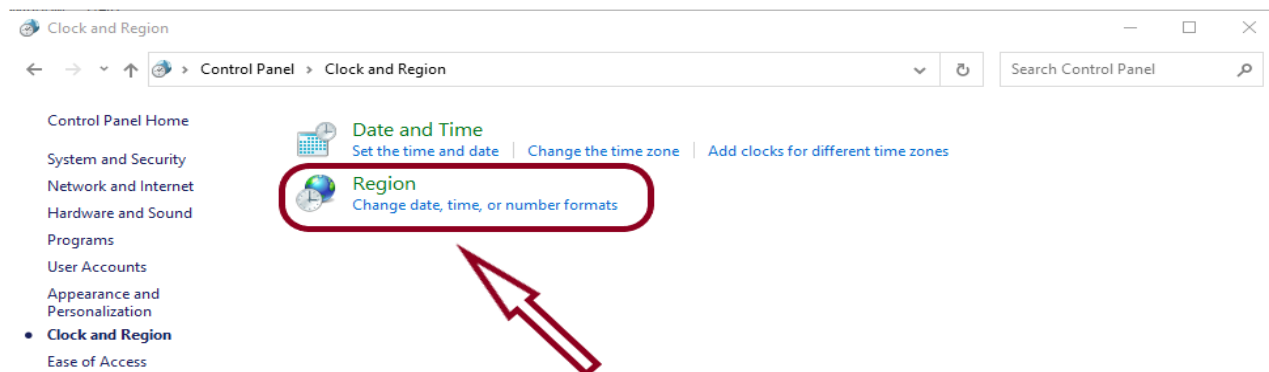 Clock and Region
Control Panel > Clock and Region
Search Control Panel
Control Panel Home
System and Security
Network and Internet
Hardware and Sound
Programs
User Accounts
Appearance and
Personalization
Clock and Region
Ease of Access
Date and Time
Set the time and date | Change the time zone | Add clocks for different time zones
Region
Change date, time, or number formats